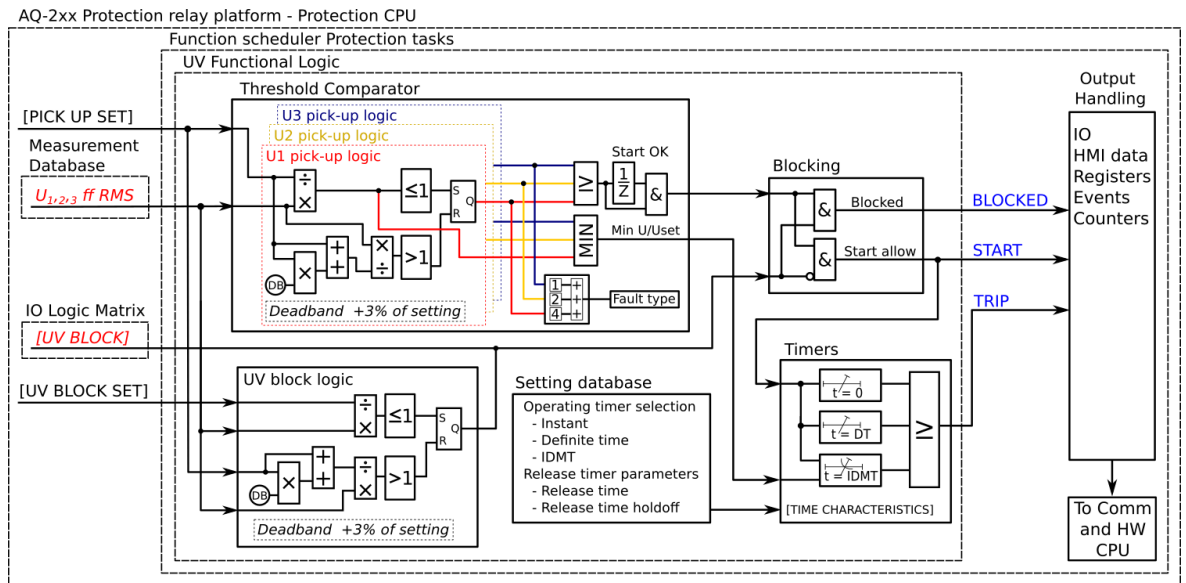 AQ-2xx Protection relay platform - Protection CPU
Function scheduler Protection tasks
UV Functional Logic
Threshold Comparator
[PICK UP SET]
Measurement
Database
U₁,₂,₃ ff RMS
U3 pick-up logic
U2 pick-up logic
U1 pick-up logic
÷
×
≤1
S
R
Q
DB
×
+
+
×
÷
>1
Deadband +3% of setting
≥
Start OK
1
Z
&
MIN
Min U/Uset
1 +
2 +
4 +
Fault type
Blocking
&
Blocked
&
Start allow
BLOCKED
START
TRIP
Output
Handling
IO
HMI data
Registers
Events
Counters
To Comm
and HW
CPU
IO Logic Matrix
[UV BLOCK]
[UV BLOCK SET]
UV block logic
÷
×
≤1
S
R
Q
DB
×
+
+
÷
×
>1
Deadband +3% of setting
Setting database
Operating timer selection
- Instant
- Definite time
- IDMT
Release timer parameters
- Release time
- Release time holdoff
Timers
t = 0
t = DT
t = IDMT
≥
[TIME CHARACTERISTICS]